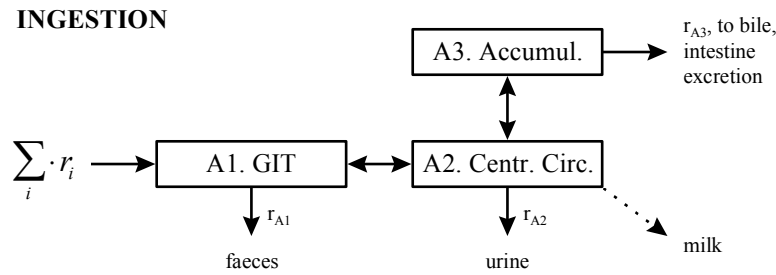 INGESTION
r_A3, to bile,
intestine
excretion
A3. Accumul.
∑_i · r_i
A1. GIT
A2. Centr. Circ.
r_A1
r_A2
milk
faeces
urine